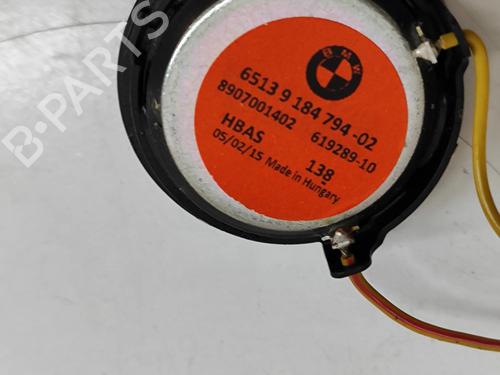 BMW
6513 9 184 794-02
8907001402 619289-10
HBAS 138
05/02/15 Made in Hungary
B-PARTS